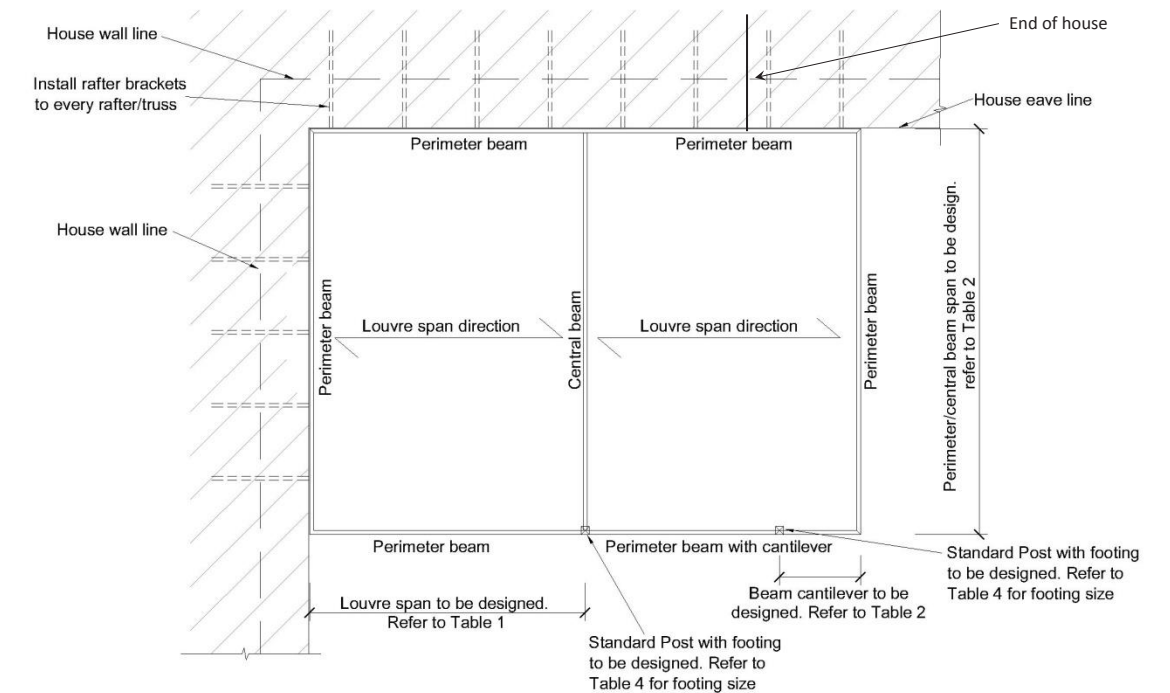 House wall line
End of house
Install rafter brackets
to every rafter/truss
House eave line
Perimeter beam
Perimeter beam
House wall line
Perimeter beam
Louvre span direction
Central beam
Louvre span direction
Perimeter beam
Perimeter/central beam span to be design.
refer to Table 2
Perimeter beam
Perimeter beam with cantilever
Standard Post with footing
to be designed. Refer to
Table 4 for footing size
Louvre span to be designed.
Refer to Table 1
Beam cantilever to be
designed. Refer to Table 2
Standard Post with footing
to be designed. Refer to
Table 4 for footing size